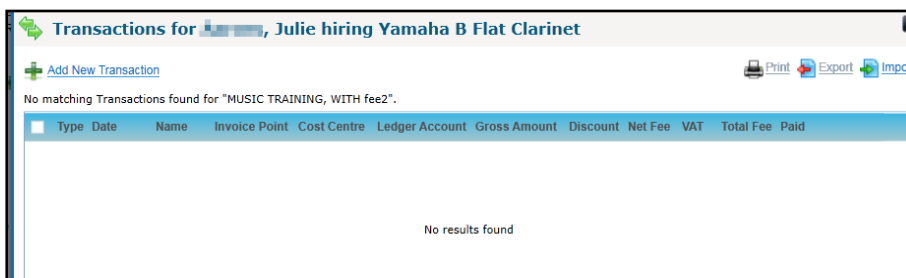 Transactions for , Julie hiring Yamaha B Flat Clarinet
Add New Transaction Print Export Impo
No matching Transactions found for "MUSIC TRAINING, WITH fee2".
Type Date Name Invoice Point Cost Centre Ledger Account Gross Amount Discount Net Fee VAT Total Fee Paid
No results found